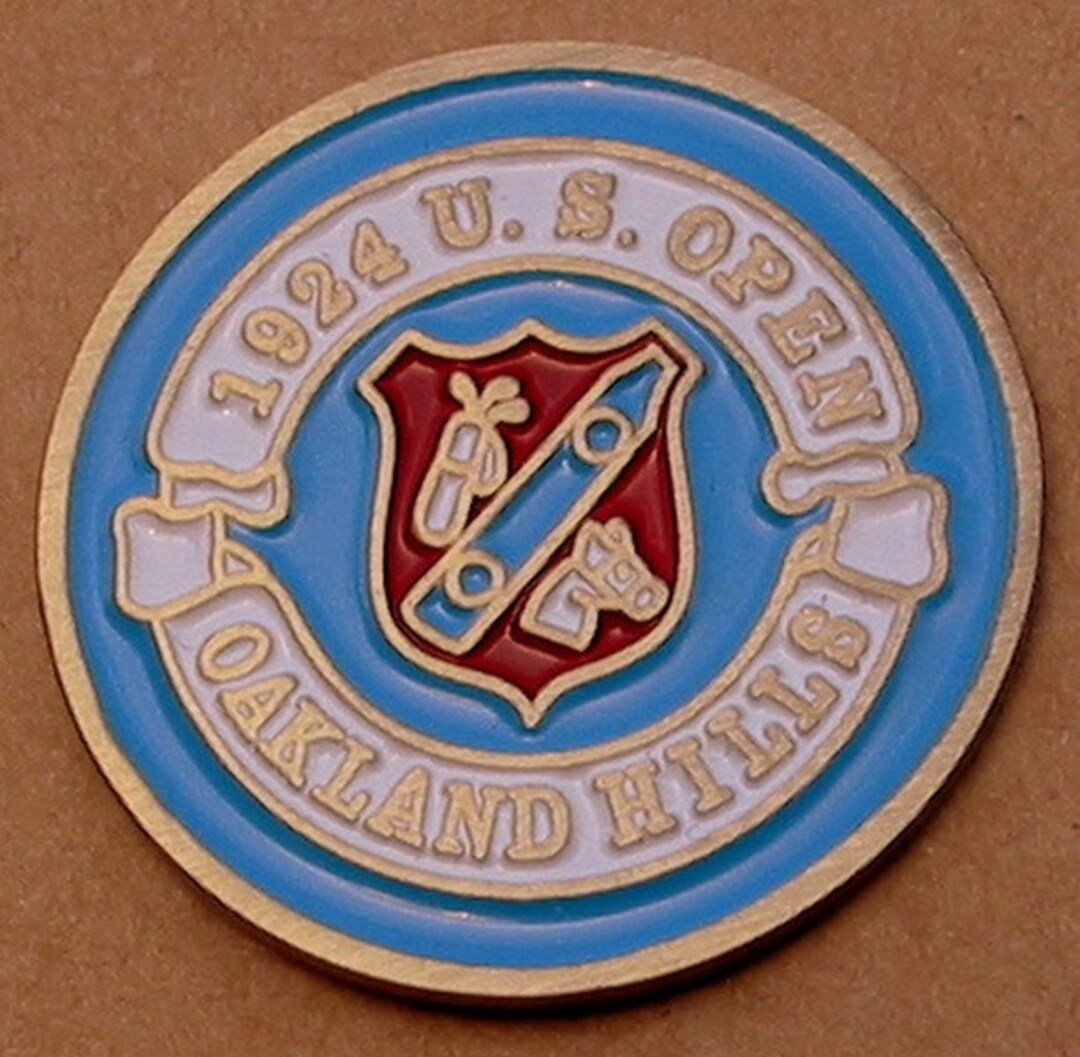 1924 U. S. OPEN
OAKLAND HILLS